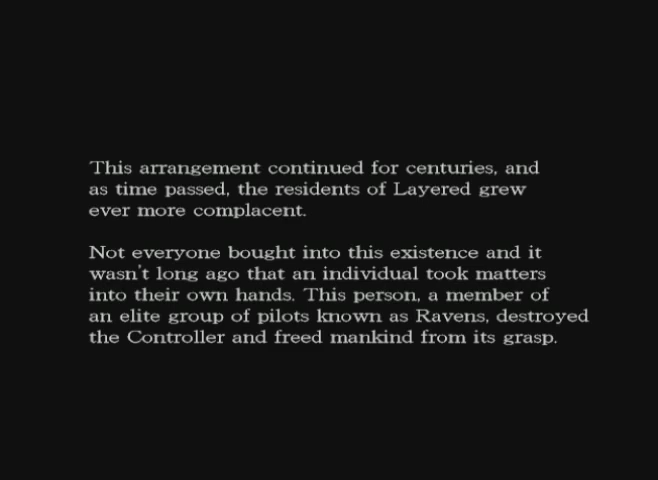 This arrangement continued for centuries, and
as time passed, the residents of Layered grew
ever more complacent.
Not everyone bought into this existence and it
wasn't long ago that an individual took matters
into their own hands. This person, a member of
an elite group of pilots known as Ravens, destroyed
the Controller and freed mankind from its grasp.